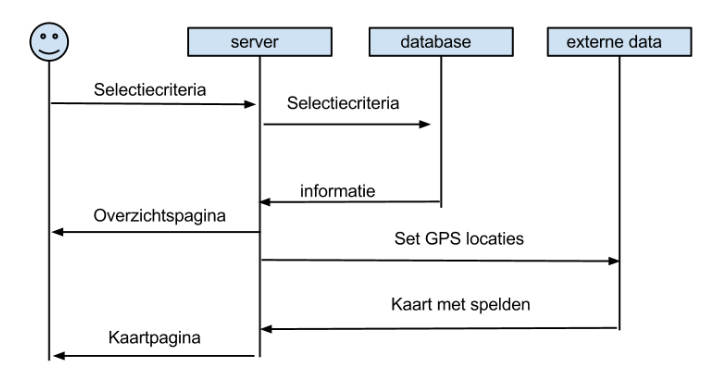 server
database
externe data
Selectiecriteria
Selectiecriteria
informatie
Overzichtspagina
Set GPS locaties
Kaart met spelden
Kaartpagina